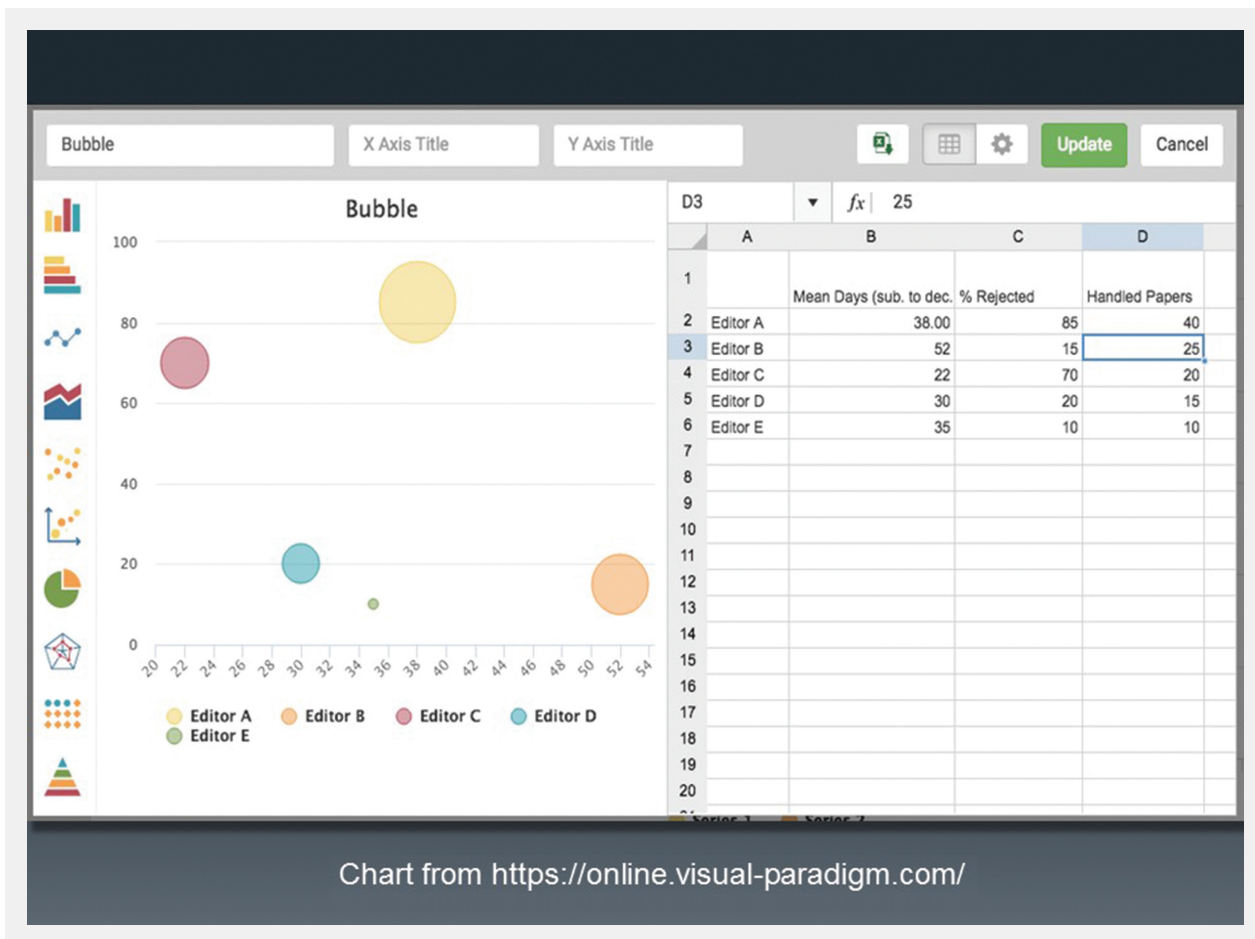 Bubble X Axis Title Y Axis Title Update Cancel
Bubble
100
80
60
40
20
0
20 22 24 26 28 30 32 34 36 38 40 42 44 46 48 50 52 54
Editor A Editor B Editor C Editor D
Editor E
D3 fx 25
A B C D
1 Mean Days (sub. to dec. % Rejected Handled Papers
2 Editor A 38.00 85 40
3 Editor B 52 15 25
4 Editor C 22 70 20
5 Editor D 30 20 15
6 Editor E 35 10 10
7
8
9
10
11
12
13
14
15
16
17
18
19
20
Series 1 Series 2
Chart from https://online.visual-paradigm.com/